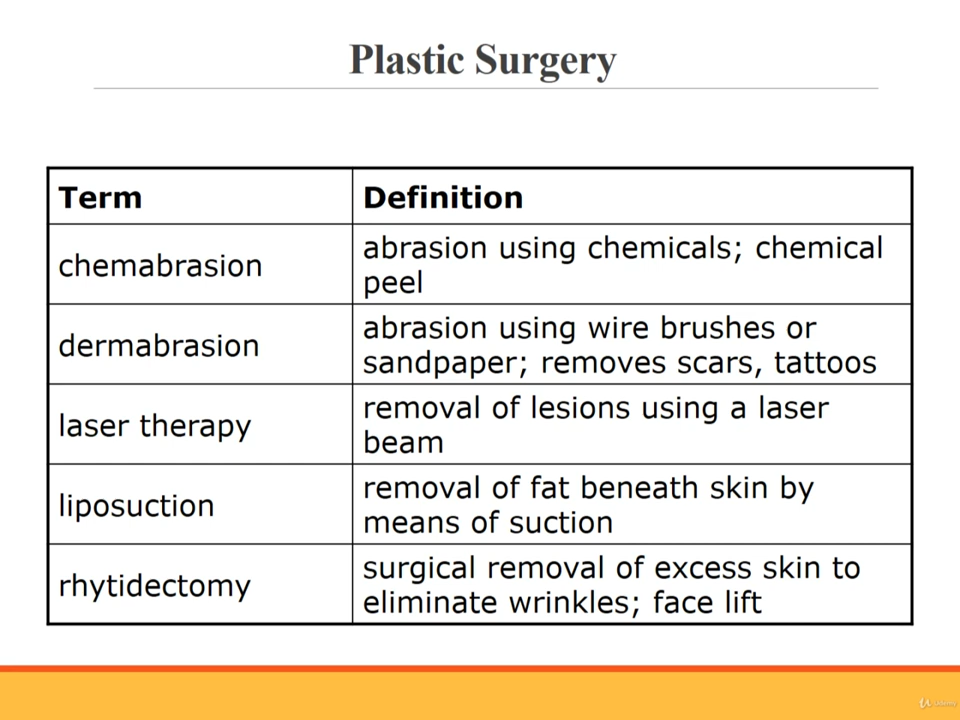 Plastic Surgery
Term
Definition
chemabrasion
abrasion using chemicals; chemical
peel
dermabrasion
abrasion using wire brushes or
sandpaper; removes scars, tattoos
laser therapy
removal of lesions using a laser
beam
liposuction
removal of fat beneath skin by
means of suction
rhytidectomy
surgical removal of excess skin to
eliminate wrinkles; face lift
Udemy